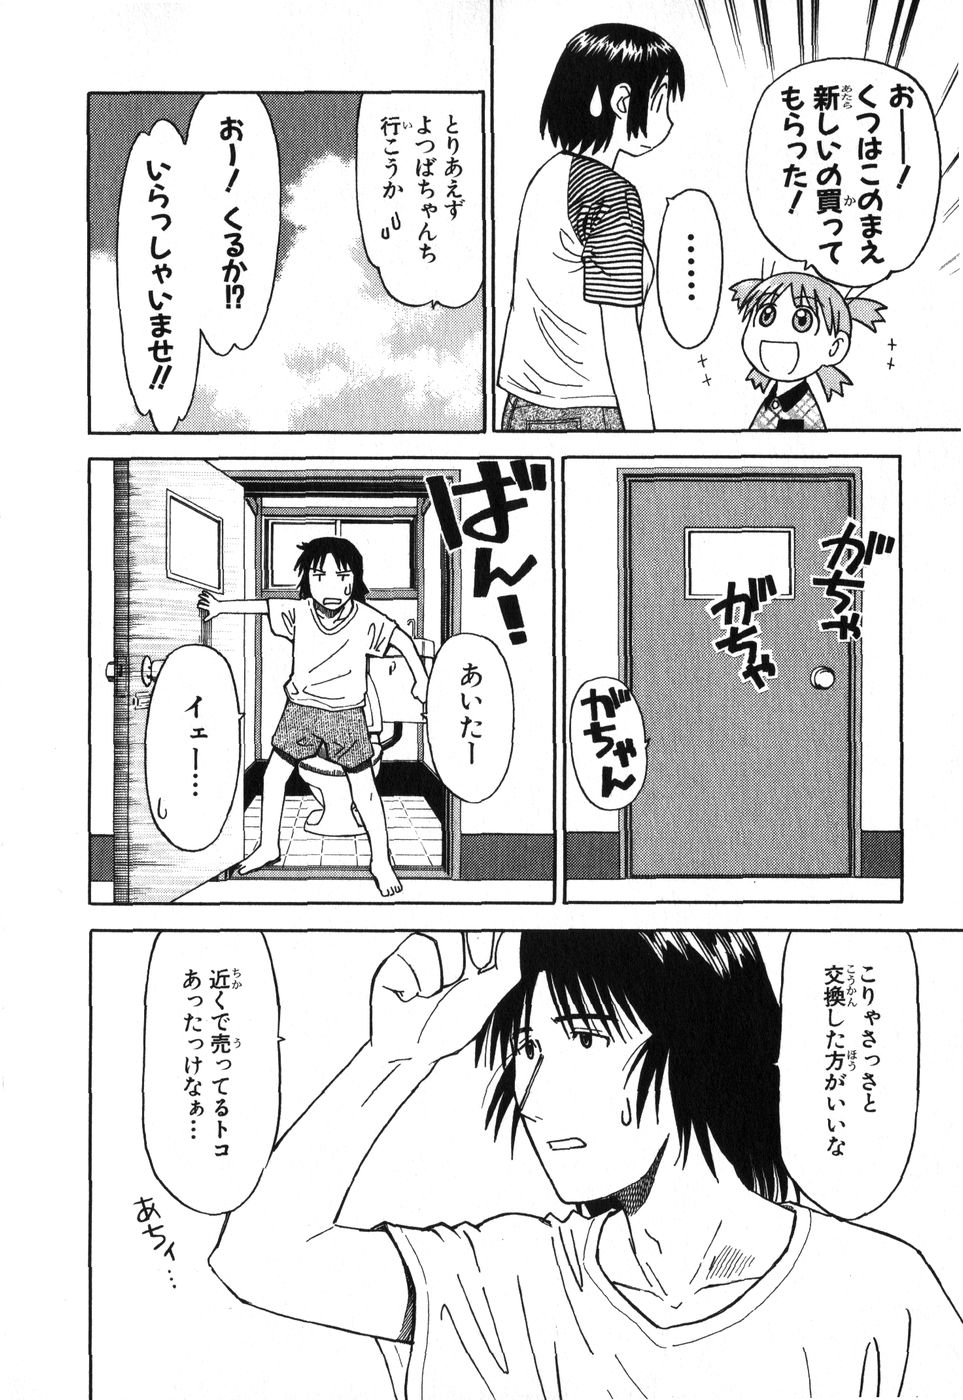 おーー！
くつはこのまえ
新しいの買って
もらった！
……
とりあえず
よつばちゃんち
行こうか
おー！くるか!?
いらっしゃいませ!!
がちゃ
がちゃ
がちゃん
ばん！
あいたー
イェー…
こりゃさっさと
交換した方がいいな
近くで売ってるトコ
あったっけなぁ…
あちィ…